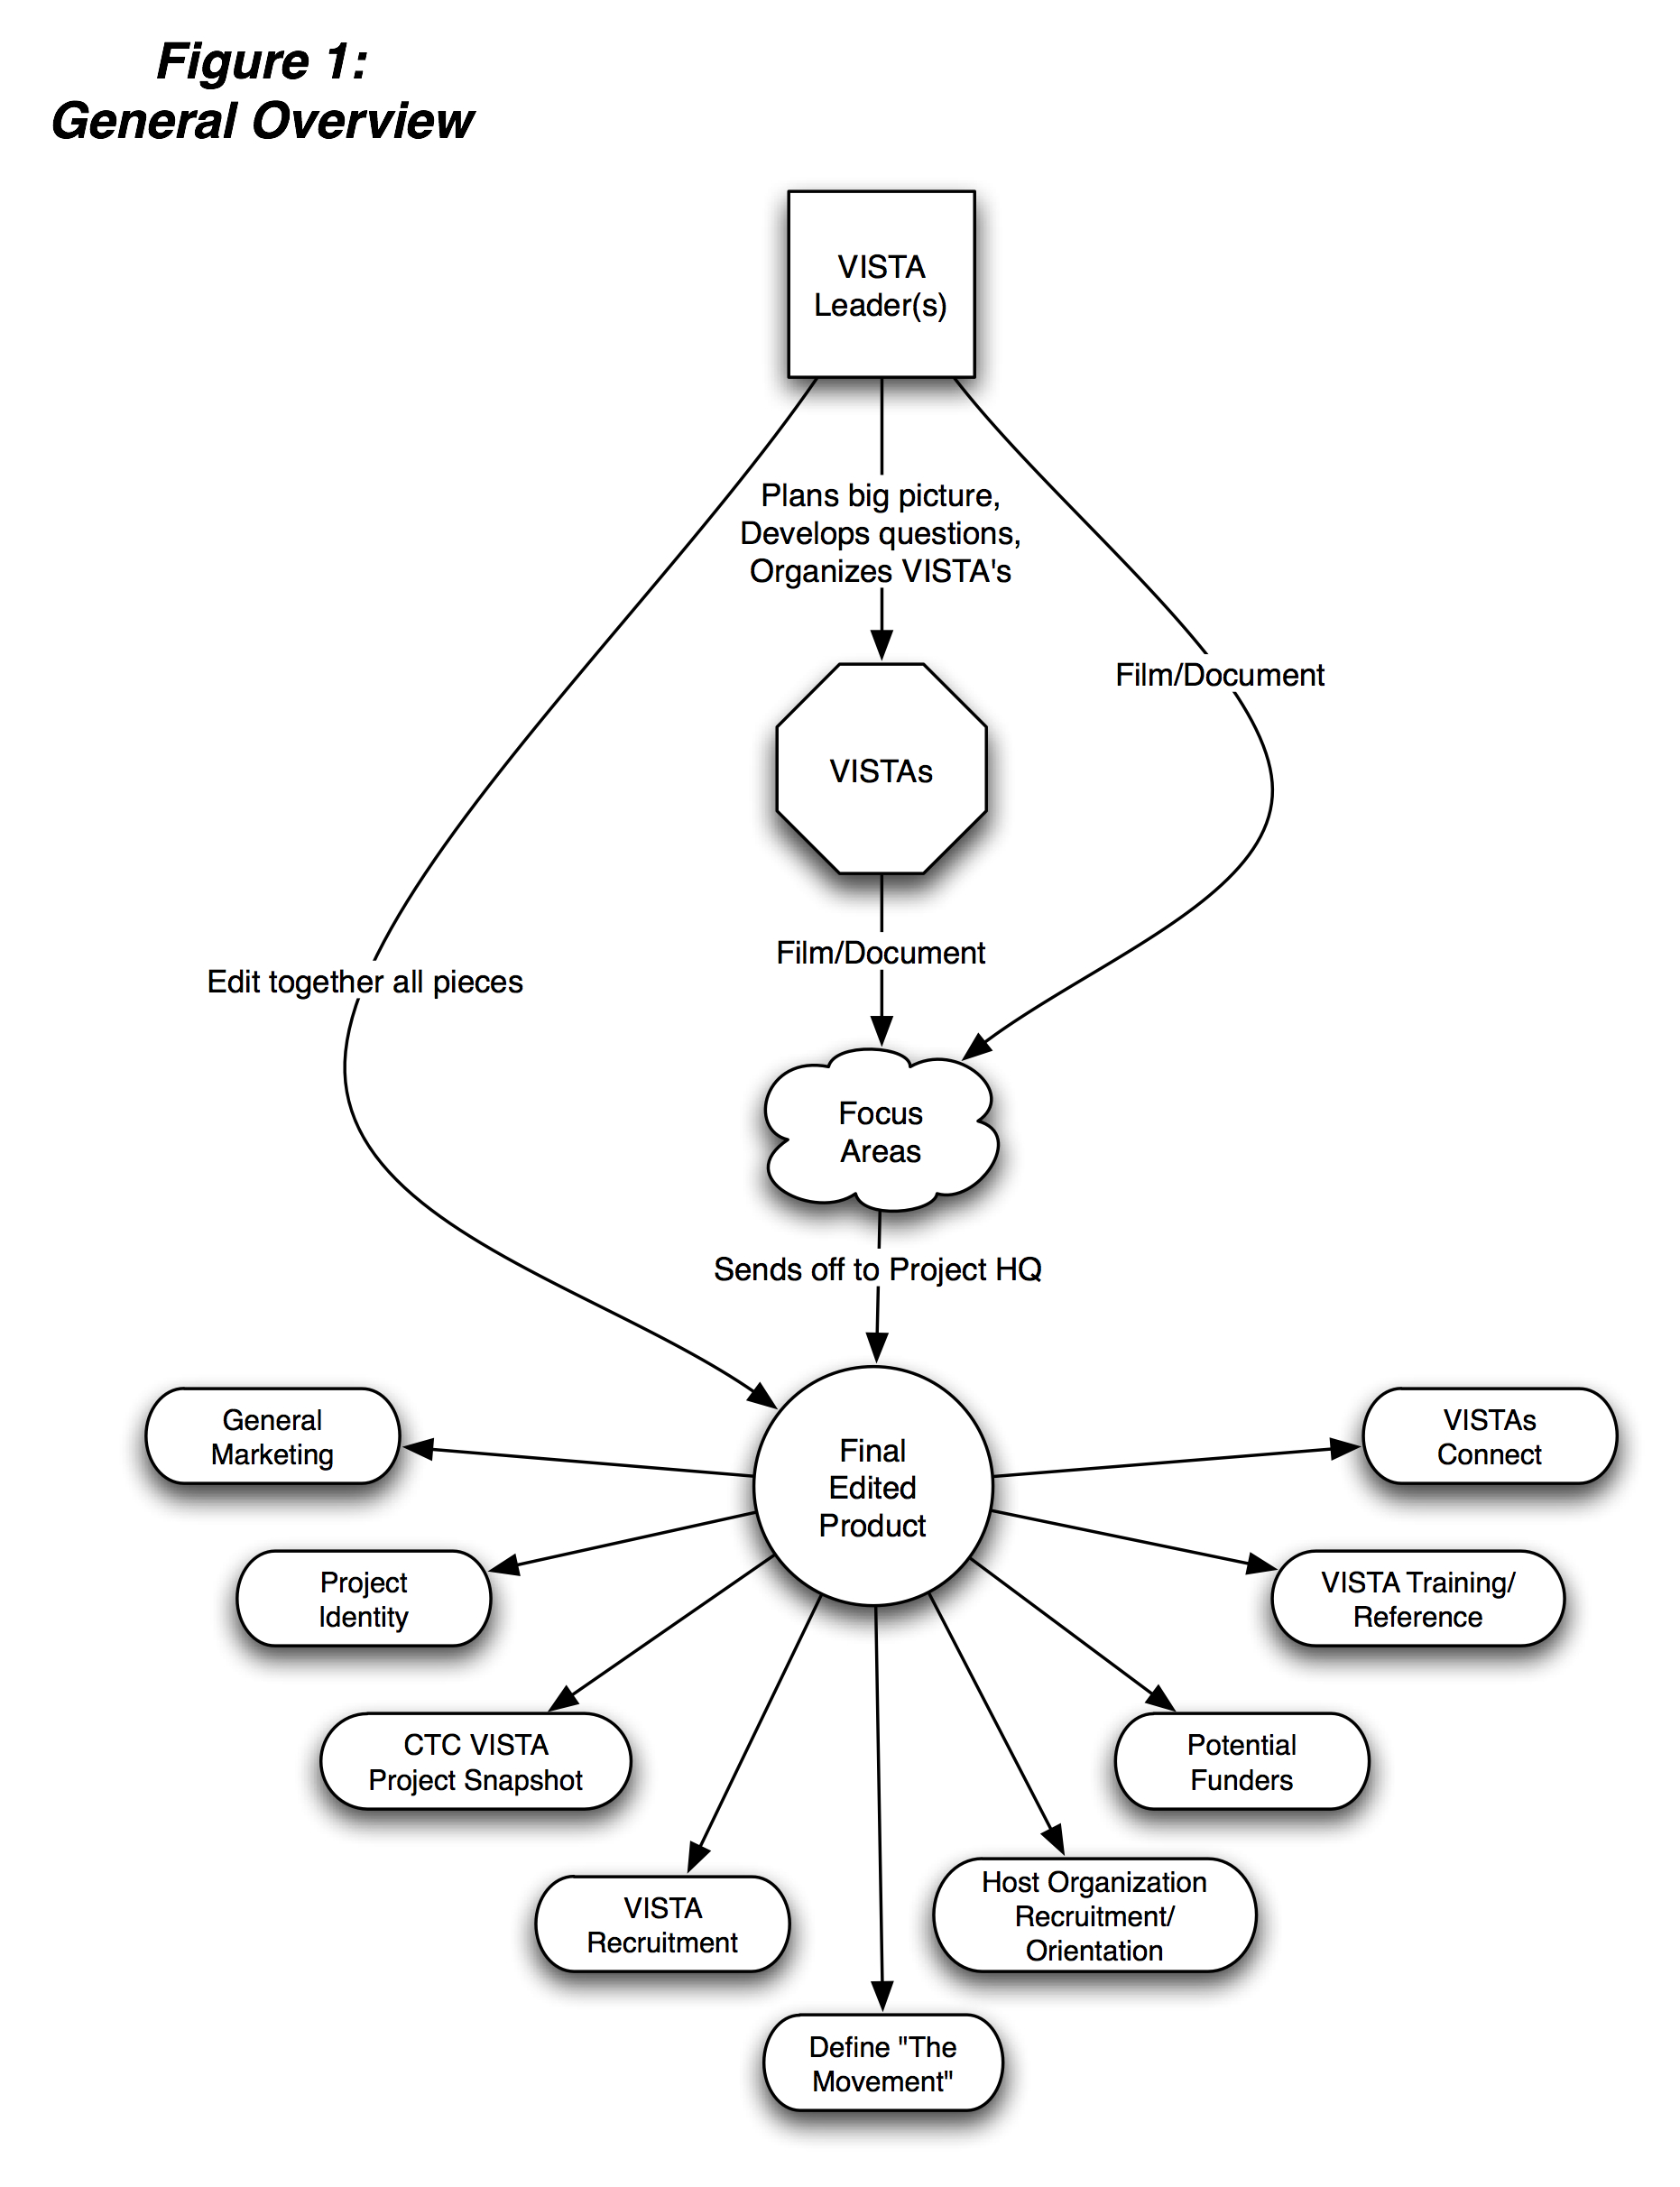 Figure 1:
General Overview
VISTA
Leader(s)
Plans big picture,
Develops questions,
Organizes VISTA's
Film/Document
VISTAs
Film/Document
Edit together all pieces
Focus
Areas
Sends off to Project HQ
Final
Edited
Product
General
Marketing
VISTAs
Connect
Project
Identity
VISTA Training/
Reference
CTC VISTA
Project Snapshot
Potential
Funders
VISTA
Recruitment
Host Organization
Recruitment/
Orientation
Define "The
Movement"